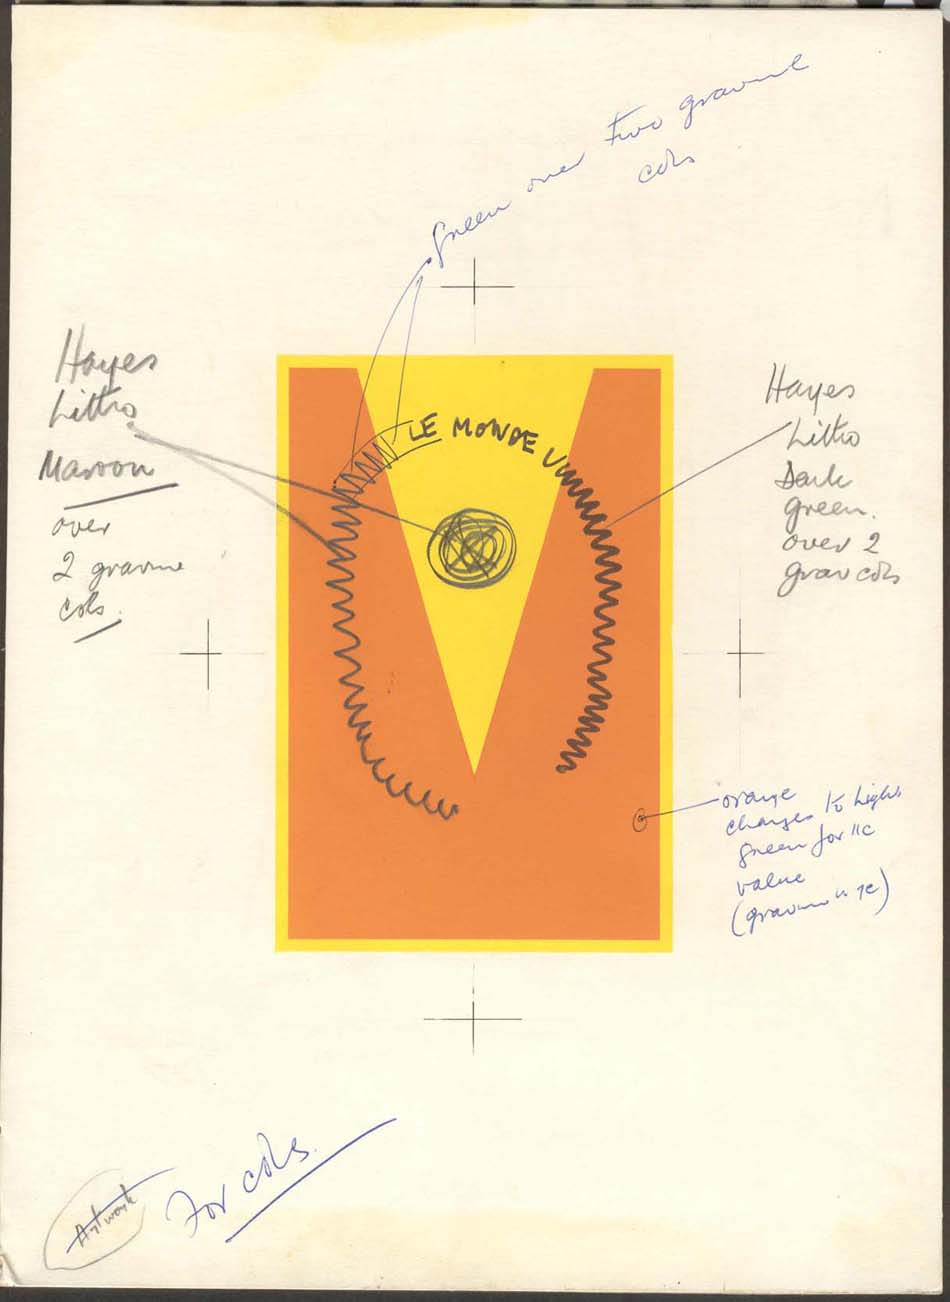 Green over two gravure
cols
LE MONDE V
Hayes
Litho
Maroon
over
2 gravure
cols.
Hayes
Litho
Dark
green.
over 2
grav cols
orange
changes to light
green for 11c
value
(gravure is 7c)
For cols.
Artwork